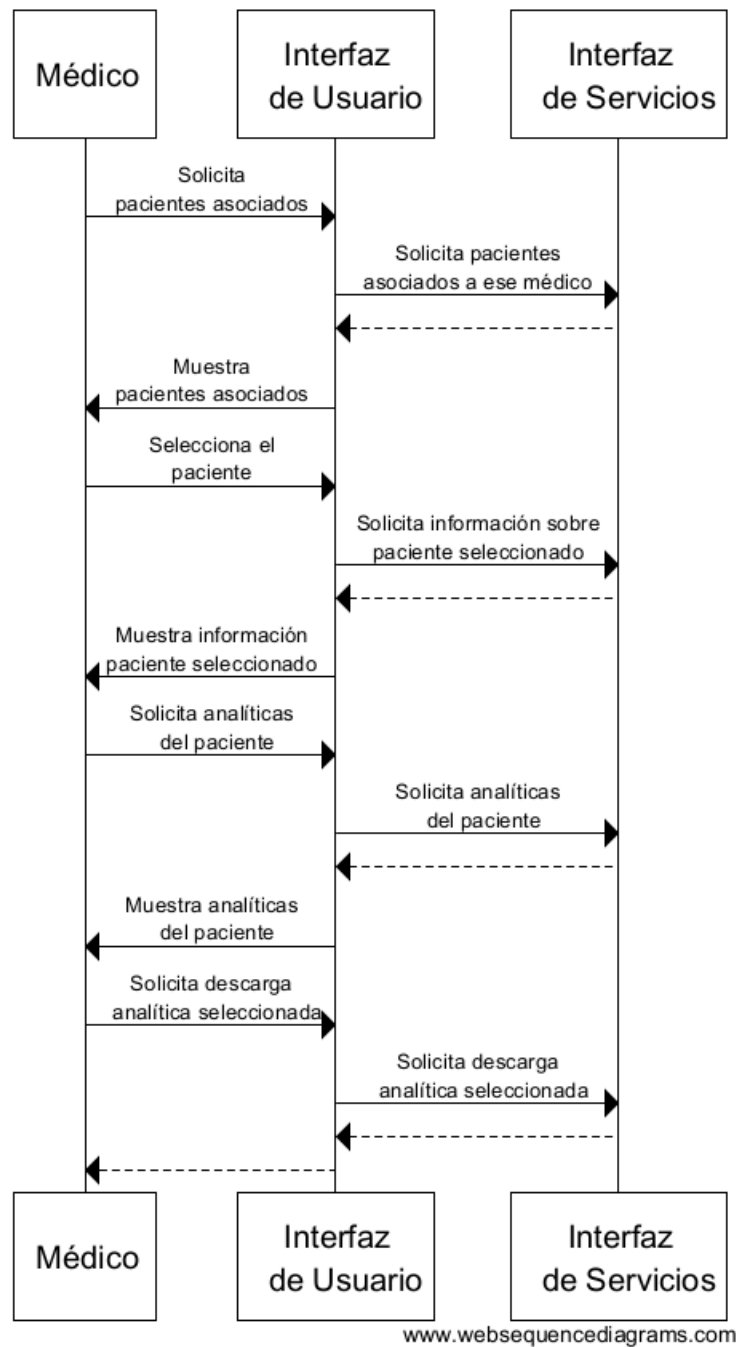 Médico
Interfaz
de Usuario
Interfaz
de Servicios
Solicita
pacientes asociados
Solicita pacientes
asociados a ese médico
Muestra
pacientes asociados
Selecciona el
paciente
Solicita información sobre
paciente seleccionado
Muestra información
paciente seleccionado
Solicita analíticas
del paciente
Solicita analíticas
del paciente
Muestra analíticas
del paciente
Solicita descarga
analítica seleccionada
Solicita descarga
analítica seleccionada
Médico
Interfaz
de Usuario
Interfaz
de Servicios
www.websequencediagrams.com